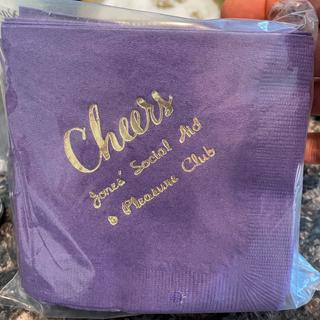 Cheers
Jones' Social Aid
& Pleasure Club